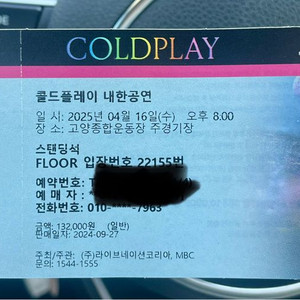 COLDPLAY
콜드플레이 내한공연
일 시: 2025년 04월 16일(수) 오후 8:00
장 소: 고양종합운동장 주경기장
스탠딩석
FLOOR 입장번호 22155번
예약번호: T
예 매 자 :
전화번호: 010-****-7963
금액: 132,000원 (일반)
판매일자: 2024-09-27
주최/주관: (주)라이브네이션코리아, MBC
문의: 1544-1555